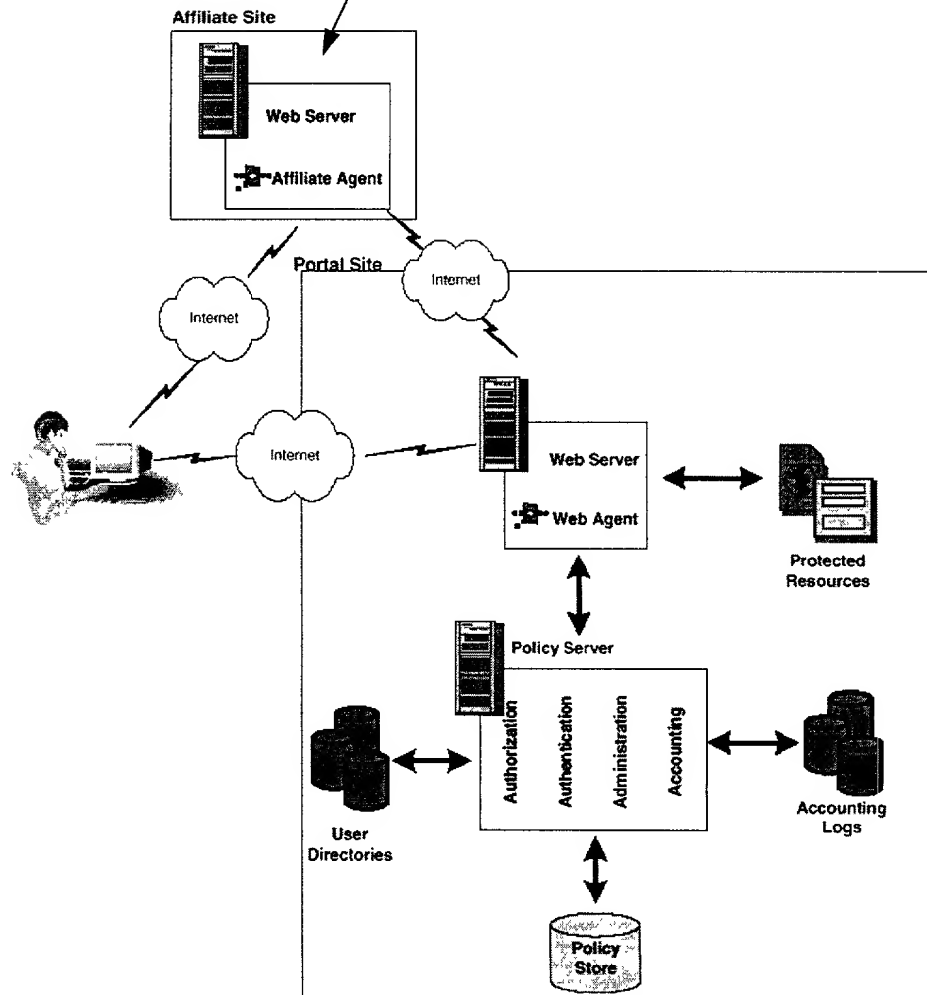 Affiliate Site
Web Server
Affiliate Agent
Portal Site
Internet
Internet
Internet
Web Server
Web Agent
Protected
Resources
Policy Server
Authorization
Authentication
Administration
Accounting
User
Directories
Accounting
Logs
Policy
Store